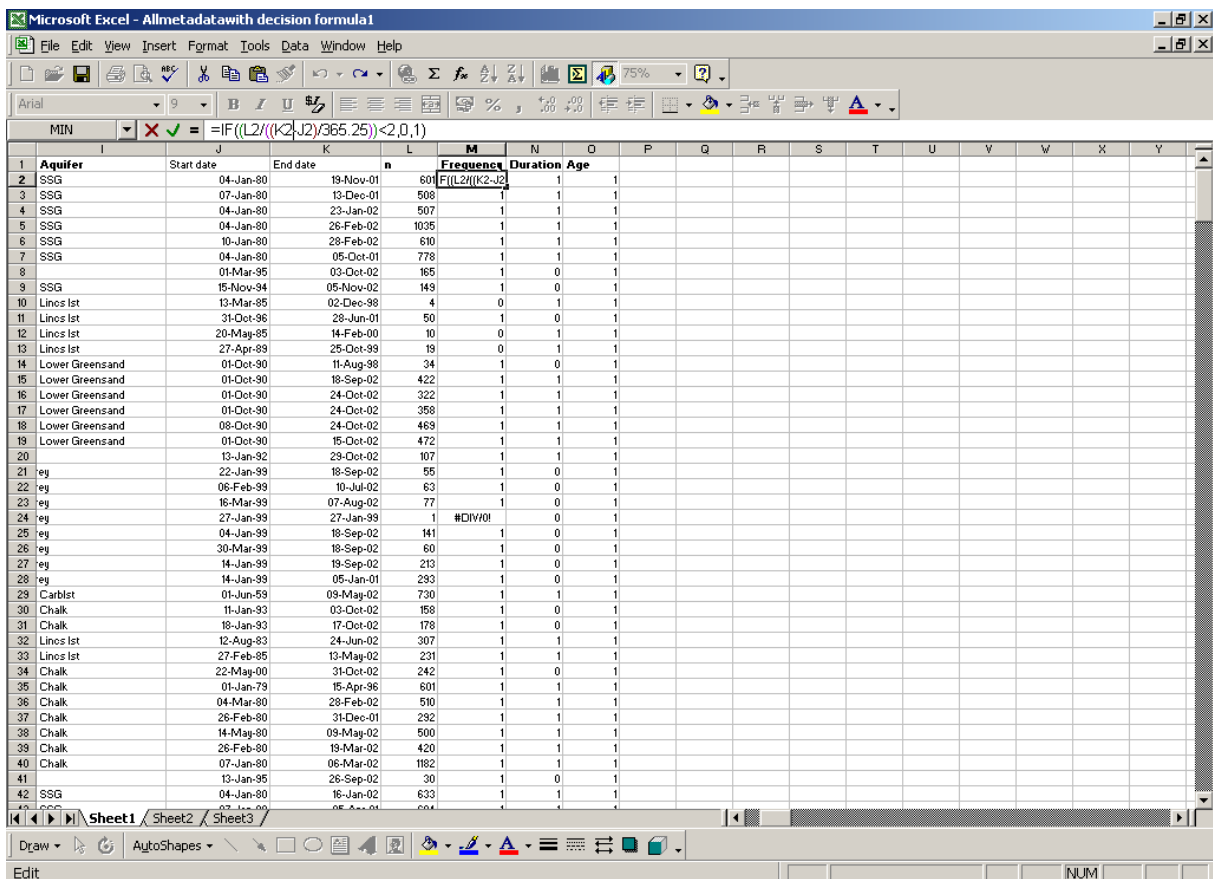 Microsoft Excel - Allmetadatawith decision formula1
File Edit View Insert Format Tools Data Window Help
75%
Arial 9 B I U
MIN = =IF((L2/((K2-J2)/365.25))<2,0,1)
I J K L M N O P Q R S T U V W X Y
1 Aquifer Start date End date n Frequency Duration Age
2 SSG 04-Jan-80 19-Nov-01 601 F((L2/((K2-J2 1 1
3 SSG 07-Jan-80 13-Dec-01 508 1 1 1
4 SSG 04-Jan-80 23-Jan-02 507 1 1 1
5 SSG 04-Jan-80 26-Feb-02 1035 1 1 1
6 SSG 10-Jan-80 28-Feb-02 610 1 1 1
7 SSG 04-Jan-80 05-Oct-01 778 1 1 1
8 01-Mar-95 03-Oct-02 165 1 0 1
9 SSG 15-Nov-94 05-Nov-02 149 1 0 1
10 Lincs lst 13-Mar-85 02-Dec-98 4 0 1 1
11 Lincs lst 31-Oct-96 28-Jun-01 50 1 0 1
12 Lincs lst 20-May-85 14-Feb-00 10 0 1 1
13 Lincs lst 27-Apr-89 25-Oct-99 19 0 1 1
14 Lower Greensand 01-Oct-90 11-Aug-98 34 1 0 1
15 Lower Greensand 01-Oct-90 18-Sep-02 422 1 1 1
16 Lower Greensand 01-Oct-90 24-Oct-02 322 1 1 1
17 Lower Greensand 01-Oct-90 24-Oct-02 358 1 1 1
18 Lower Greensand 08-Oct-90 24-Oct-02 469 1 1 1
19 Lower Greensand 01-Oct-90 15-Oct-02 472 1 1 1
20 13-Jan-92 29-Oct-02 107 1 1 1
21 rey 22-Jan-99 18-Sep-02 55 1 0 1
22 rey 06-Feb-99 10-Jul-02 63 1 0 1
23 rey 16-Mar-99 07-Aug-02 77 1 0 1
24 rey 27-Jan-99 27-Jan-99 1 #DIV/0! 0 1
25 rey 04-Jan-99 18-Sep-02 141 1 0 1
26 rey 30-Mar-99 18-Sep-02 60 1 0 1
27 rey 14-Jan-99 19-Sep-02 213 1 0 1
28 rey 14-Jan-99 05-Jan-01 293 1 0 1
29 Carblst 01-Jun-59 09-May-02 730 1 1 1
30 Chalk 11-Jan-93 03-Oct-02 158 1 0 1
31 Chalk 18-Jan-93 17-Oct-02 178 1 0 1
32 Lincs lst 12-Aug-83 24-Jun-02 307 1 1 1
33 Lincs lst 27-Feb-85 13-May-02 231 1 1 1
34 Chalk 22-May-00 31-Oct-02 242 1 0 1
35 Chalk 01-Jan-79 15-Apr-96 601 1 1 1
36 Chalk 04-Mar-80 28-Feb-02 510 1 1 1
37 Chalk 26-Feb-80 31-Dec-01 292 1 1 1
38 Chalk 14-May-80 09-May-02 500 1 1 1
39 Chalk 26-Feb-80 19-Mar-02 420 1 1 1
40 Chalk 07-Jan-80 06-Mar-02 1182 1 1 1
41 13-Jan-95 26-Sep-02 30 1 0 1
42 SSG 04-Jan-80 16-Jan-02 633 1 1 1
Sheet1 Sheet2 Sheet3
Draw AutoShapes
Edit NUM